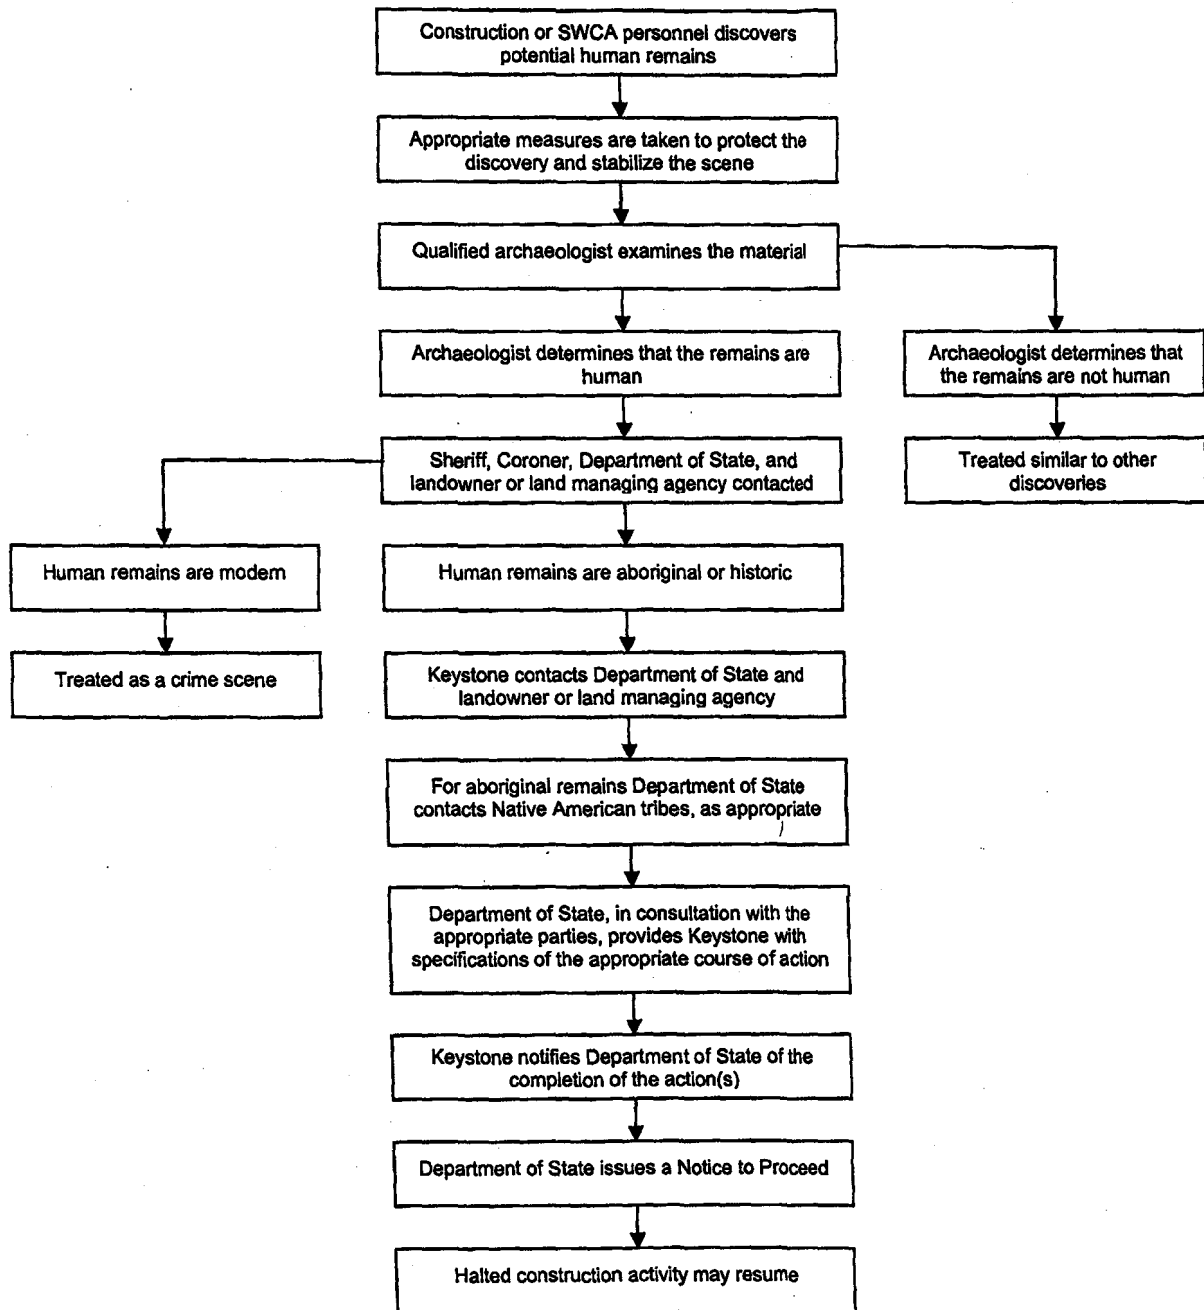 Construction or SWCA personnel discovers
potential human remains
Appropriate measures are taken to protect the
discovery and stabilize the scene
Qualified archaeologist examines the material
Archaeologist determines that the remains are
human
Archaeologist determines that
the remains are not human
Sheriff, Coroner, Department of State, and
landowner or land managing agency contacted
Treated similar to other
discoveries
Human remains are modern
Human remains are aboriginal or historic
Treated as a crime scene
Keystone contacts Department of State and
landowner or land managing agency
For aboriginal remains Department of State
contacts Native American tribes, as appropriate
Department of State, in consultation with the
appropriate parties, provides Keystone with
specifications of the appropriate course of action
Keystone notifies Department of State of the
completion of the action(s)
Department of State issues a Notice to Proceed
Halted construction activity may resume